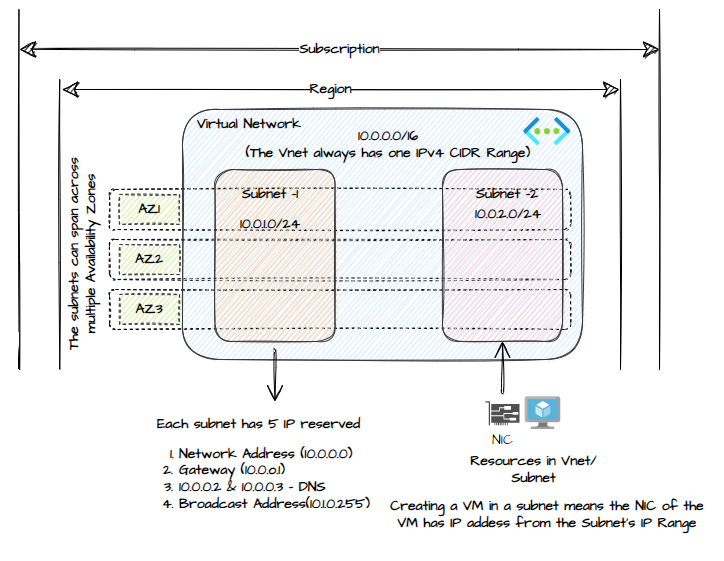 Subscription
Region
Virtual Network
10.0.0.0/16
(The Vnet always has one IPv4 CIDR Range)
The subnets can span across
multiple Availability Zones
Subnet -1
10.0.1.0/24
Subnet -2
10.0.2.0/24
AZ1
AZ2
AZ3
Each subnet has 5 IP reserved
1. Network Address (10.0.0.0)
2. Gateway (10.0.0.1)
3. 10.0.0.2 & 10.0.0.3 - DNS
4. Broadcast Address(10.1.0.255)
NIC
Resources in Vnet/
Subnet
Creating a VM in a subnet means the NIC of the
VM has IP addess from the Subnet's IP Range